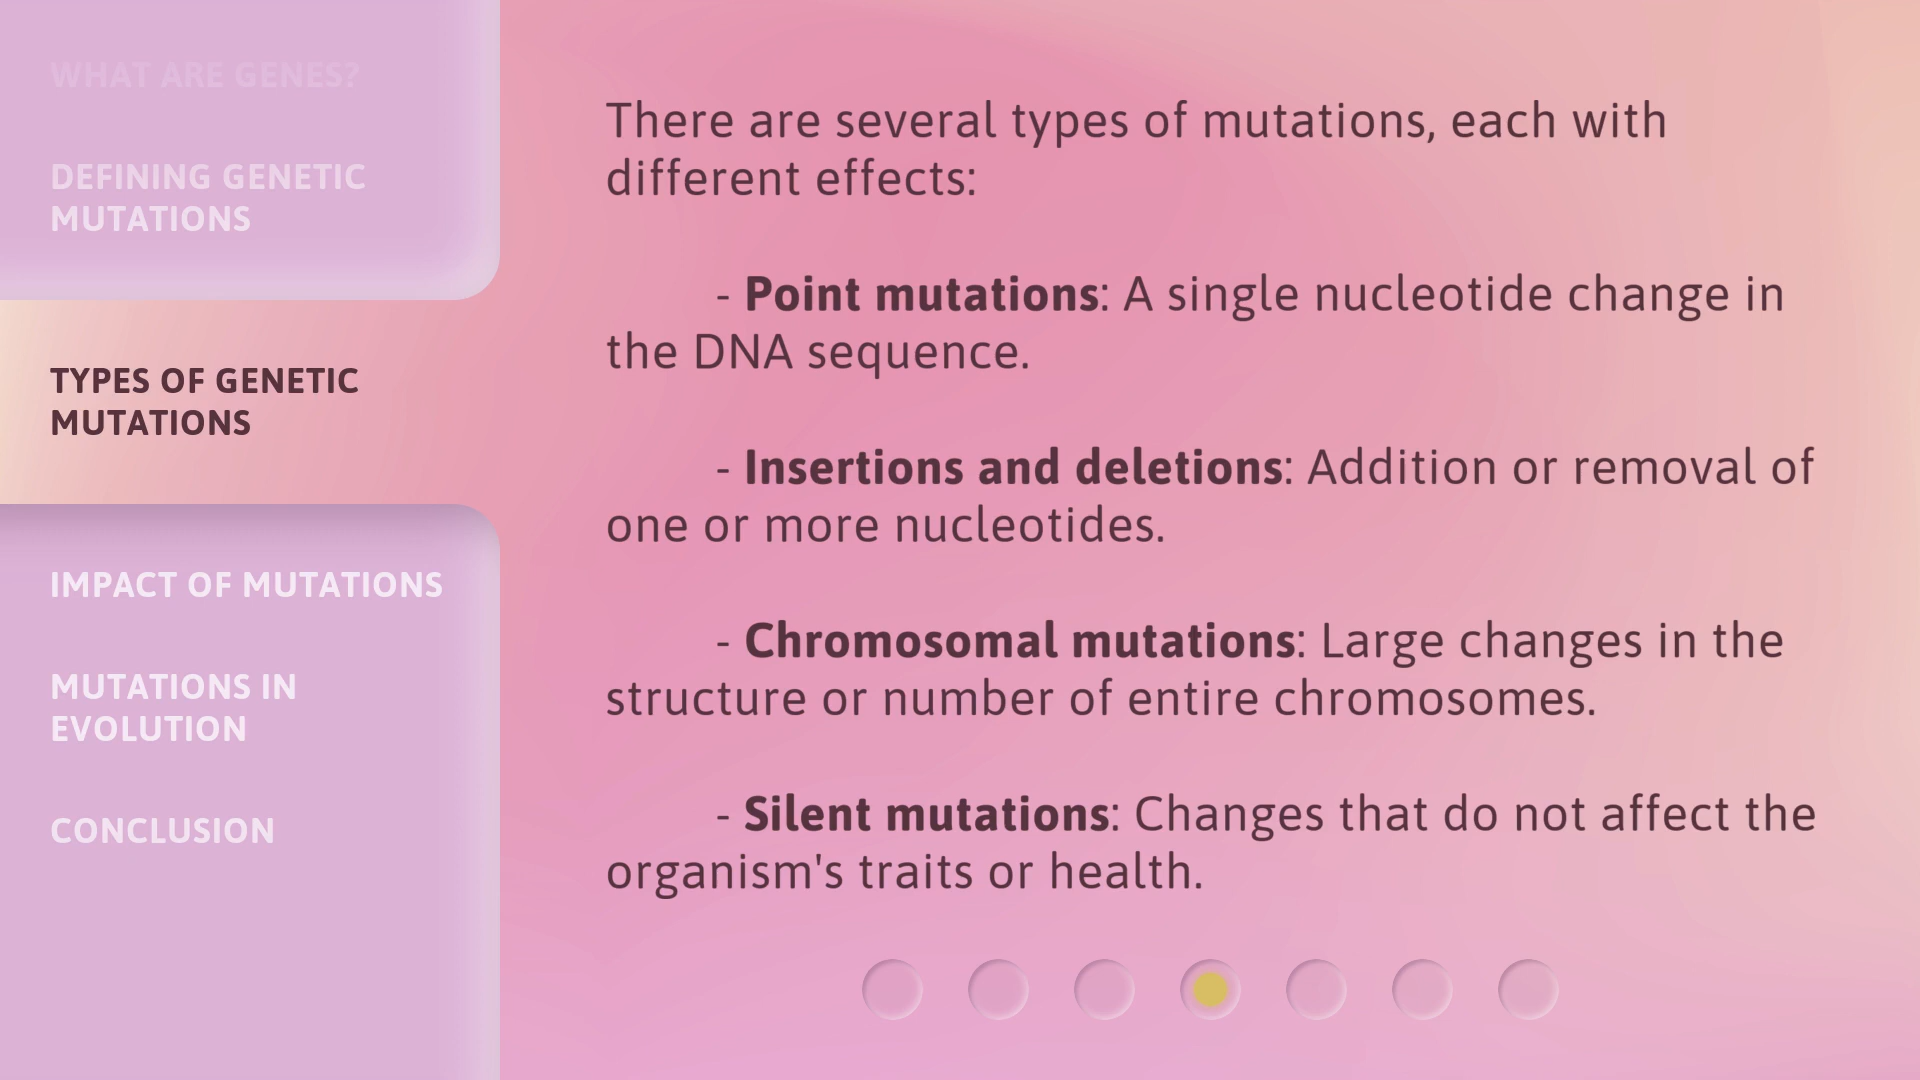 WHAT ARE GENES?
DEFINING GENETIC
MUTATIONS
TYPES OF GENETIC
MUTATIONS
IMPACT OF MUTATIONS
MUTATIONS IN
EVOLUTION
CONCLUSION
There are several types of mutations, each with
different effects:
- Point mutations: A single nucleotide change in
the DNA sequence.
- Insertions and deletions: Addition or removal of
one or more nucleotides.
- Chromosomal mutations: Large changes in the
structure or number of entire chromosomes.
- Silent mutations: Changes that do not affect the
organism's traits or health.